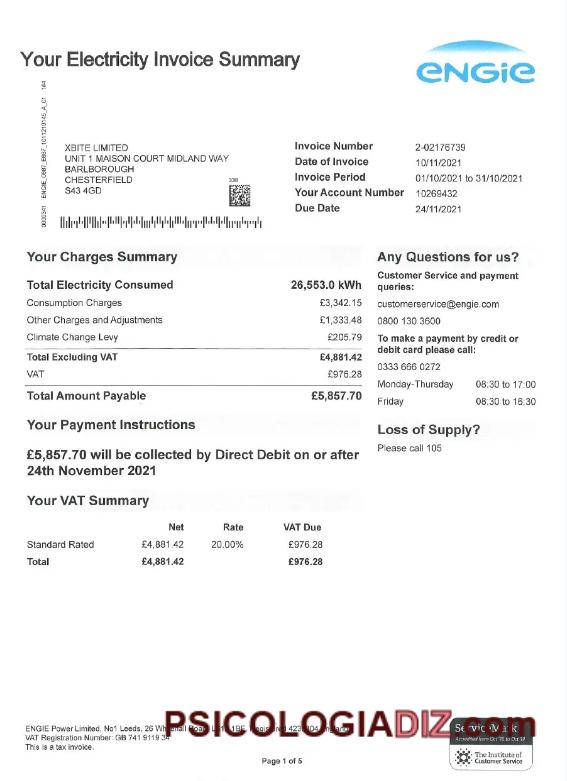 Your Electricity Invoice Summary
ENGie
XBITE LIMITED
UNIT 1 MAISON COURT MIDLAND WAY
BARLBOROUGH
CHESTERFIELD
S43 4GD
Invoice Number 2-02176739
Date of Invoice 10/11/2021
Invoice Period 01/10/2021 to 31/10/2021
Your Account Number 10269432
Due Date 24/11/2021
Your Charges Summary
Total Electricity Consumed 26,553.0 kWh
Consumption Charges £3,342.15
Other Charges and Adjustments £1,333.48
Climate Change Levy £205.79
Total Excluding VAT £4,881.42
VAT £976.28
Total Amount Payable £5,857.70
Any Questions for us?
Customer Service and payment
queries:
customerservice@engie.com
0800 130 3600
To make a payment by credit or
debit card please call:
0333 666 0272
Monday-Thursday 08:30 to 17:00
Friday 08:30 to 16:30
Loss of Supply?
Please call 105
Your Payment Instructions
£5,857.70 will be collected by Direct Debit on or after
24th November 2021
Your VAT Summary
Net Rate VAT Due
Standard Rated £4,881.42 20.00% £976.28
Total £4,881.42 £976.28
ENGIE Power Limited, No1 Leeds, 26
VAT Registration Number: GB 741 9119
This is a tax invoice.
PSICOLOGIADIZ.com
ServiceMark
The Institute of
Customer Service
Page 1 of 5